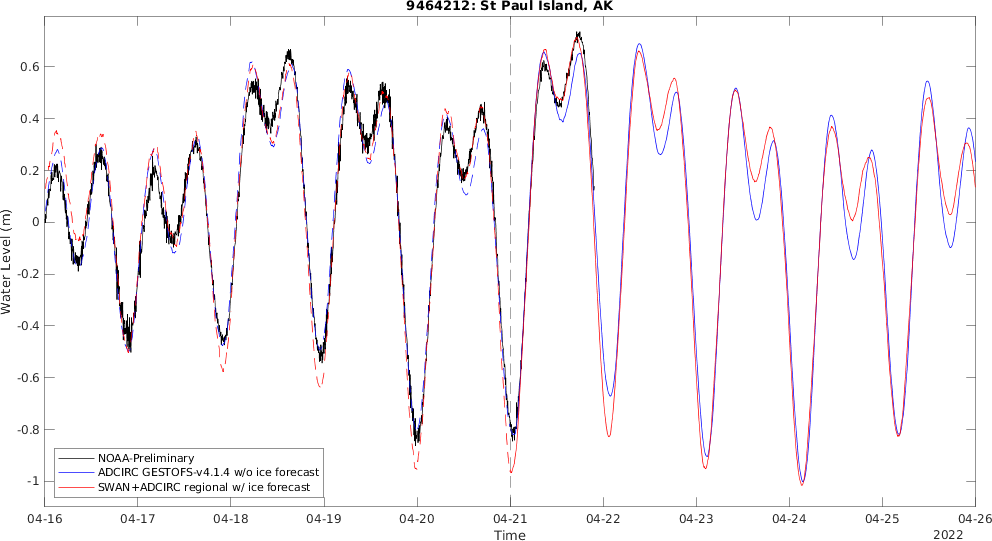 9464212: St Paul Island, AK
Water Level (m)
0.6
0.4
0.2
0
-0.2
-0.4
-0.6
-0.8
-1
NOAA-Preliminary
ADCIRC GESTOFS-v4.1.4 w/o ice forecast
SWAN+ADCIRC regional w/ ice forecast
04-16 04-17 04-18 04-19 04-20 04-21 04-22 04-23 04-24 04-25 04-26
Time
2022